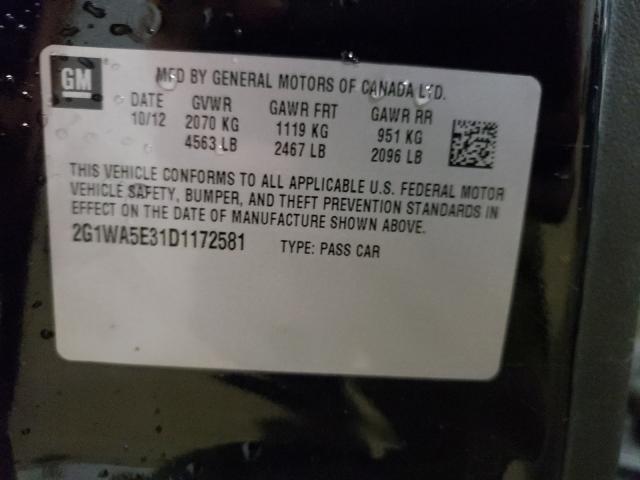 GM
MFD BY GENERAL MOTORS OF CANADA LTD.
DATE GVWR GAWR FRT GAWR RR
10/12 2070 KG 1119 KG 951 KG
4563 LB 2467 LB 2096 LB
THIS VEHICLE CONFORMS TO ALL APPLICABLE U.S. FEDERAL MOTOR
VEHICLE SAFETY, BUMPER, AND THEFT PREVENTION STANDARDS IN
EFFECT ON THE DATE OF MANUFACTURE SHOWN ABOVE.
2G1WA5E31D1172581 TYPE: PASS CAR